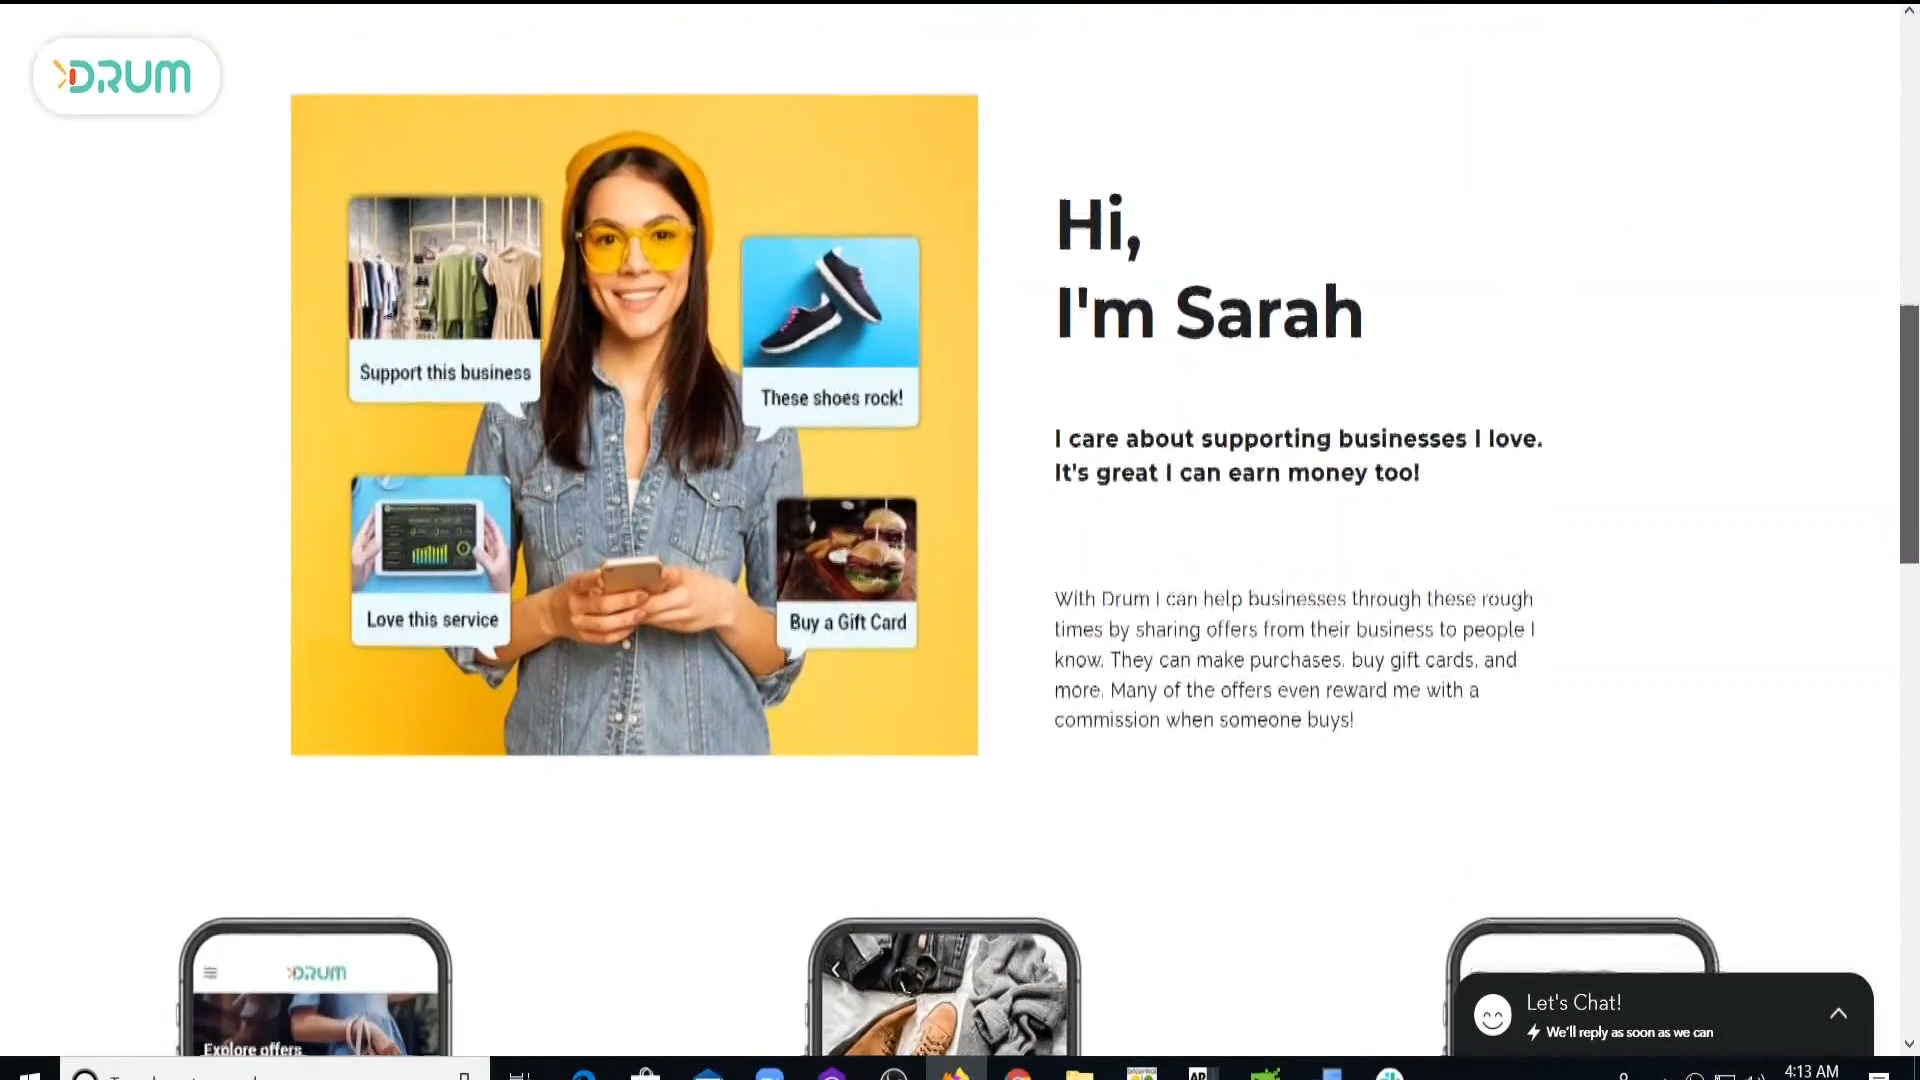 DRUM
Support this business
These shoes rock!
Love this service
Buy a Gift Card
Hi,
I'm Sarah
I care about supporting businesses I love.
It's great I can earn money too!
With Drum I can help businesses through these rough
times by sharing offers from their business to people I
know. They can make purchases, buy gift cards, and
more. Many of the offers even reward me with a
commission when someone buys!
DRUM
Explore offers
Let's Chat!
We'll reply as soon as we can
4:13 AM